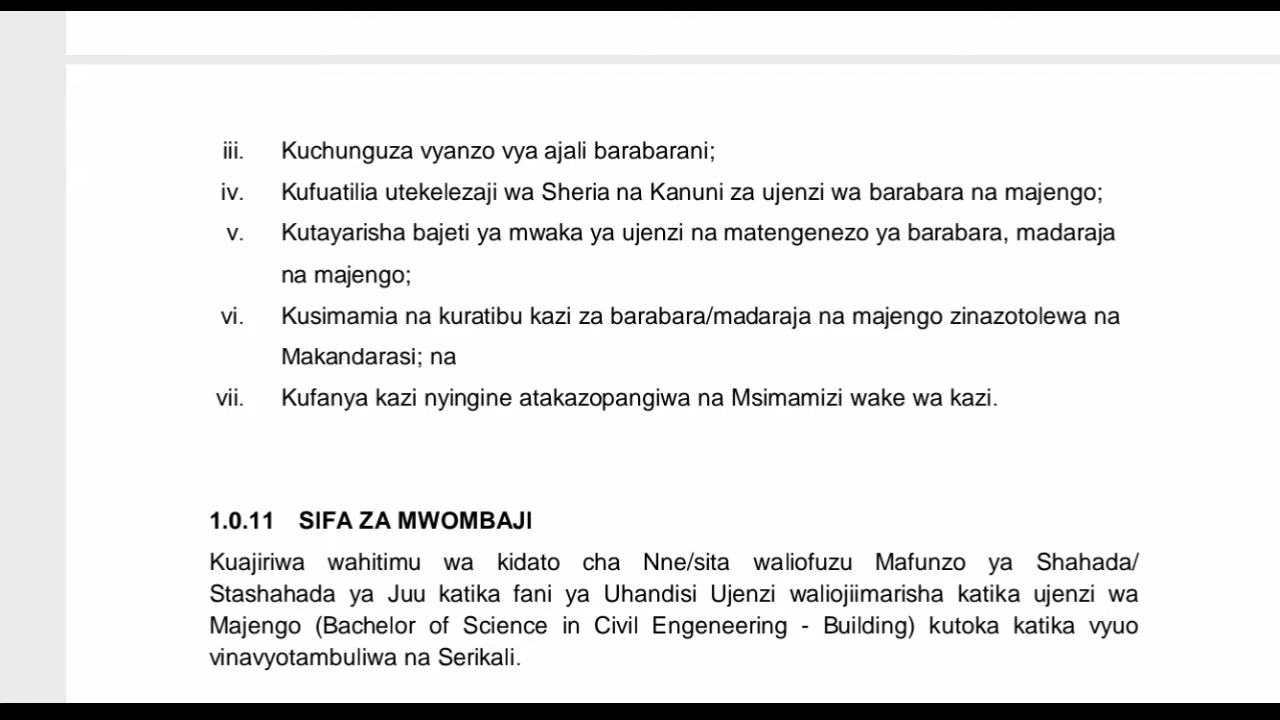 iii. Kuchunguza vyanzo vya ajali barabarani;
iv. Kufuatilia utekelezaji wa Sheria na Kanuni za ujenzi wa barabara na majengo;
v. Kutayarisha bajeti ya mwaka ya ujenzi na matengenezo ya barabara, madaraja
na majengo;
vi. Kusimamia na kuratibu kazi za barabara/madaraja na majengo zinazotolewa na
Makandarasi; na
vii. Kufanya kazi nyingine atakazopangiwa na Msimamizi wake wa kazi.
1.0.11 SIFA ZA MWOMBAJI
Kuajiriwa wahitimu wa kidato cha Nne/sita waliofuzu Mafunzo ya Shahada/
Stashahada ya Juu katika fani ya Uhandisi Ujenzi waliojiimarisha katika ujenzi wa
Majengo (Bachelor of Science in Civil Engeneering - Building) kutoka katika vyuo
vinavyotambuliwa na Serikali.